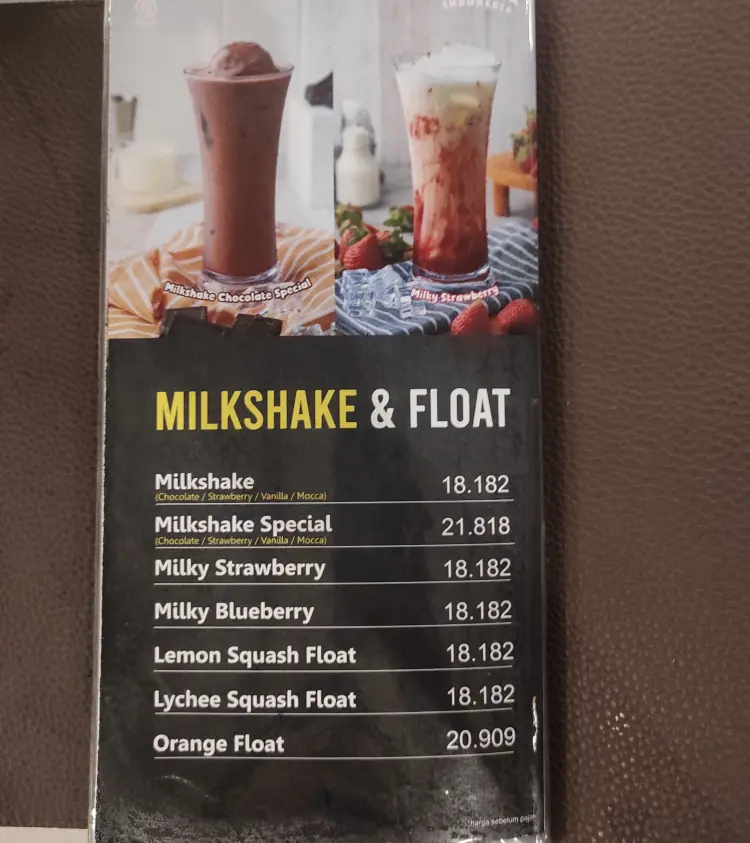 INDONESIA
Milkshake Chocolate Special
Milky Strawberry
MILKSHAKE & FLOAT
Milkshake 18.182
(Chocolate / Strawberry / Vanilla / Mocca)
Milkshake Special 21.818
(Chocolate / Strawberry / Vanilla / Mocca)
Milky Strawberry 18.182
Milky Blueberry 18.182
Lemon Squash Float 18.182
Lychee Squash Float 18.182
Orange Float 20.909
*harga sebelum pajak